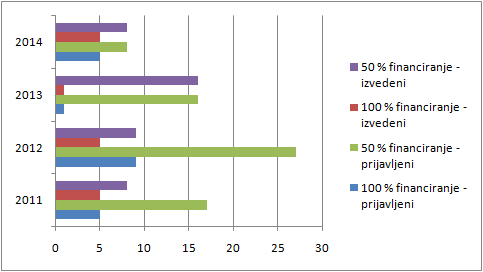 2014
2013
2012
2011
0 5 10 15 20 25 30
50 % financiranje -
izvedeni
100 % financiranje -
izvedeni
50 % financiranje -
prijavljeni
100 % financiranje -
prijavljeni